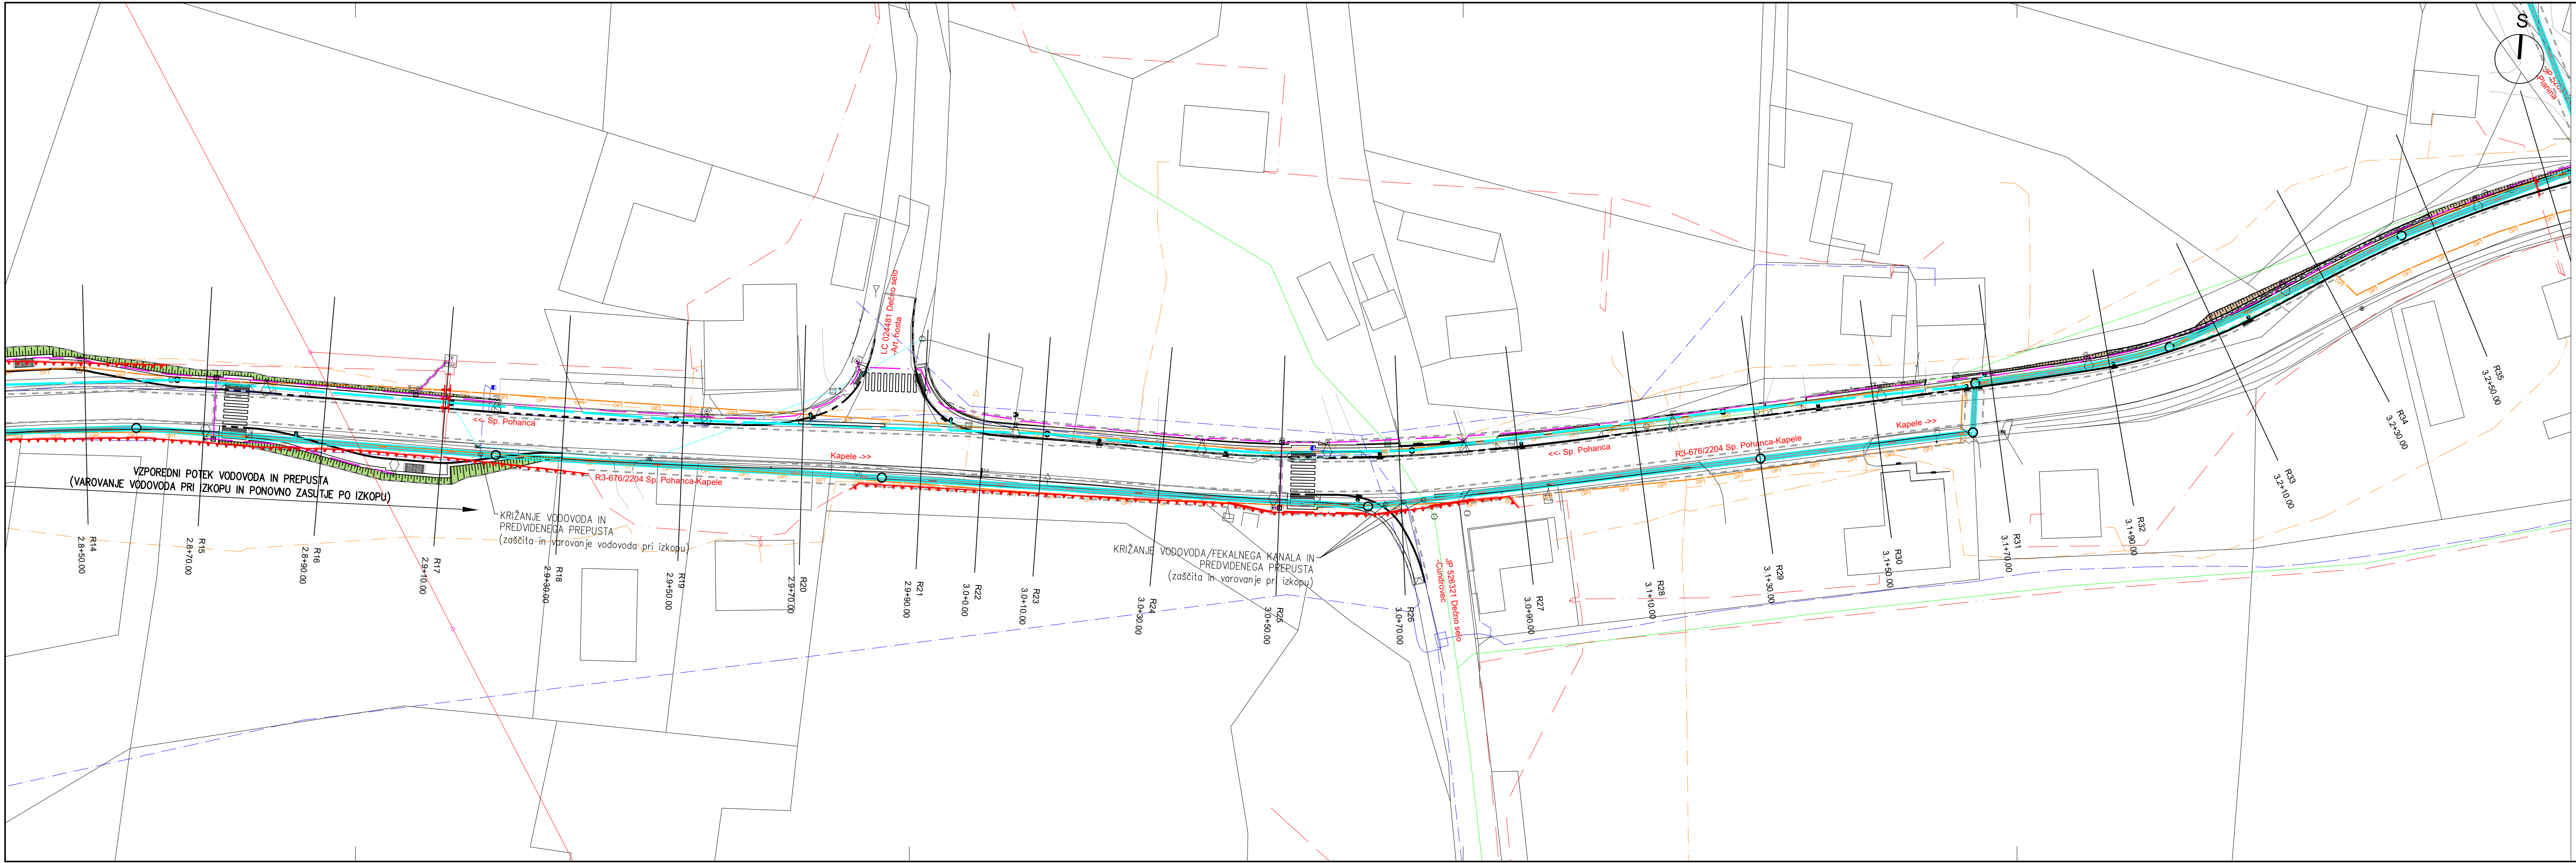 S
JP 52631
-Planina
LC 024481 Dečno selo
-Art. hosta
<<- Sp. Pohanca
Kapele ->>
R3-676/2204 Sp. Pohanca-Kapele
<<- Sp. Pohanca
R3-676/2204 Sp. Pohanca-Kapele
Kapele ->>
VZPOREDNI POTEK VODOVODA IN PREPUSTA
(VAROVANJE VODOVODA PRI IZKOPU IN PONOVNO ZASUTJE PO IZKOPU)
KRIŽANJE VODOVODA IN
PREDVIDENEGA PREPUSTA
(zaščita in varovanje vodovoda pri izkopu)
KRIŽANJE VODOVODA/FEKALNEGA KANALA IN
PREDVIDENEGA PREPUSTA
(zaščita in varovanje pri izkopu)
JP 526321 Dečno selo
-Cundrovec
R14
2.8+50.00
R15
2.8+70.00
R16
2.8+90.00
R17
2.9+10.00
R18
2.9+30.00
R19
2.9+50.00
R20
2.9+70.00
R21
2.9+90.00
R22
3.0+0.00
R23
3.0+10.00
R24
3.0+30.00
R25
3.0+50.00
R26
3.0+70.00
R27
3.0+90.00
R28
3.1+10.00
R29
3.1+30.00
R30
3.1+50.00
R31
3.1+70.00
R32
3.1+90.00
R33
3.2+10.00
R34
3.2+30.00
R35
3.2+50.00